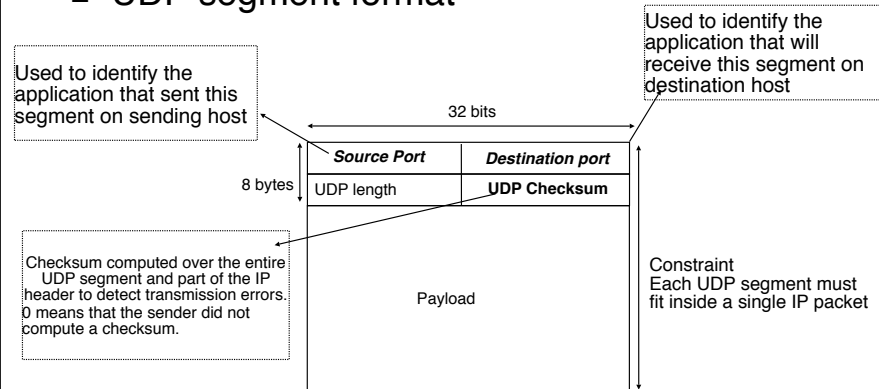 UDP segment format
Used to identify the
application that will
receive this segment on
destination host
Used to identify the
application that sent this
segment on sending host
32 bits
Source Port
Destination port
8 bytes
UDP length
UDP Checksum
Checksum computed over the entire
UDP segment and part of the IP
header to detect transmission errors.
0 means that the sender did not
compute a checksum.
Payload
Constraint
Each UDP segment must
fit inside a single IP packet